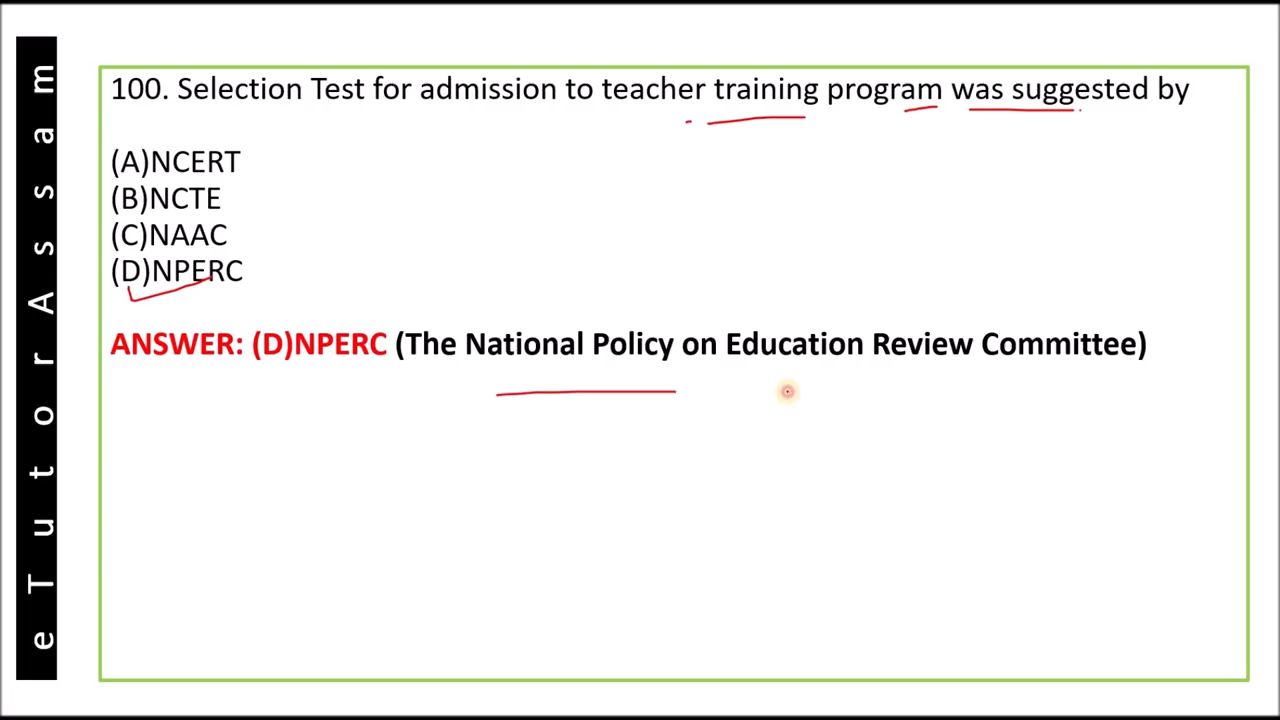 eTutorAssam
100. Selection Test for admission to teacher training program was suggested by
(A)NCERT
(B)NCTE
(C)NAAC
(D)NPERC
ANSWER: (D)NPERC (The National Policy on Education Review Committee)